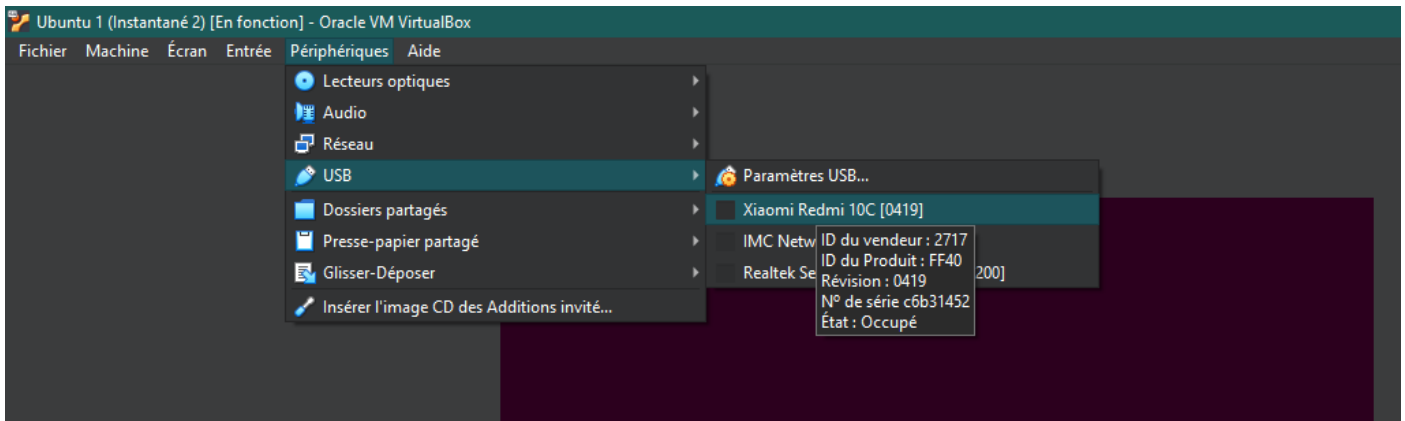 Ubuntu 1 (Instantané 2) [En fonction] - Oracle VM VirtualBox
Fichier Machine Écran Entrée Périphériques Aide
Lecteurs optiques
Audio
Réseau
USB
Dossiers partagés
Presse-papier partagé
Glisser-Déposer
Insérer l'image CD des Additions invité...
Paramètres USB...
Xiaomi Redmi 10C [0419]
IMC Netw
Realtek Se 200]
ID du vendeur : 2717
ID du Produit : FF40
Révision : 0419
Nº de série c6b31452
État : Occupé